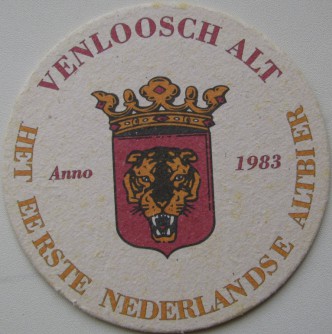 VENLOOSCH ALT
Anno 1983
HET EERSTE NEDERLANDSE ALTBIER